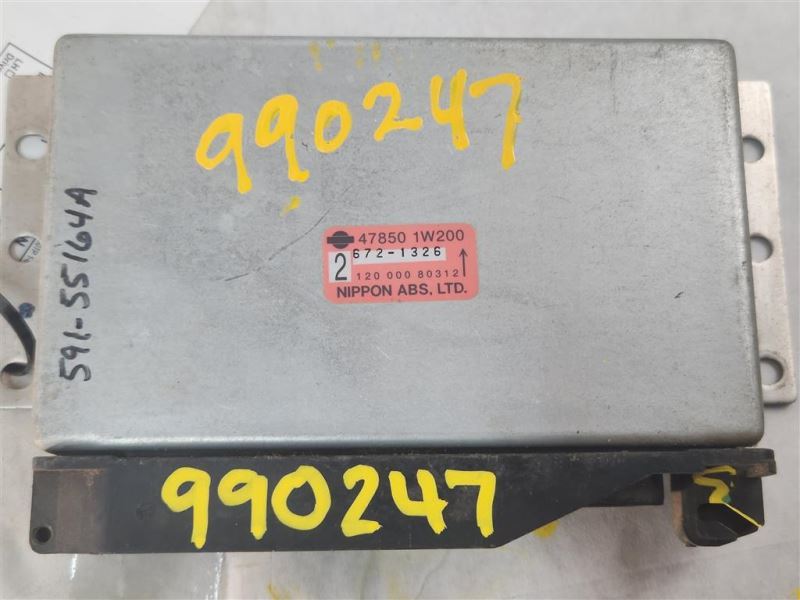 990247
47850 1W200
672-1326
2
120 000 80312
NIPPON ABS, LTD.
591-55164A
990247